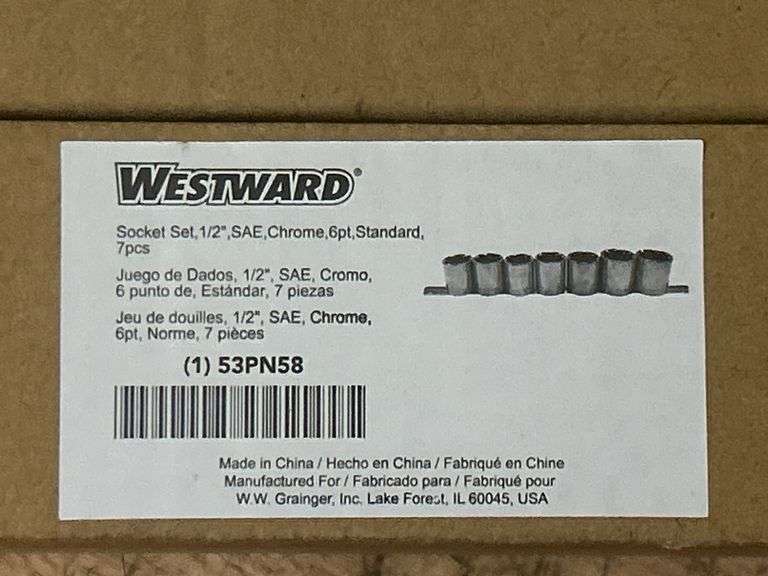 WESTWARD®
Socket Set,1/2",SAE,Chrome,6pt,Standard,
7pcs
Juego de Dados, 1/2", SAE, Cromo,
6 punto de, Estándar, 7 piezas
Jeu de douilles, 1/2", SAE, Chrome,
6pt, Norme, 7 pièces
(1) 53PN58
Made in China / Hecho en China / Fabriqué en Chine
Manufactured For / Fabricado para / Fabriqué pour
W.W. Grainger, Inc. Lake Forest, IL 60045, USA